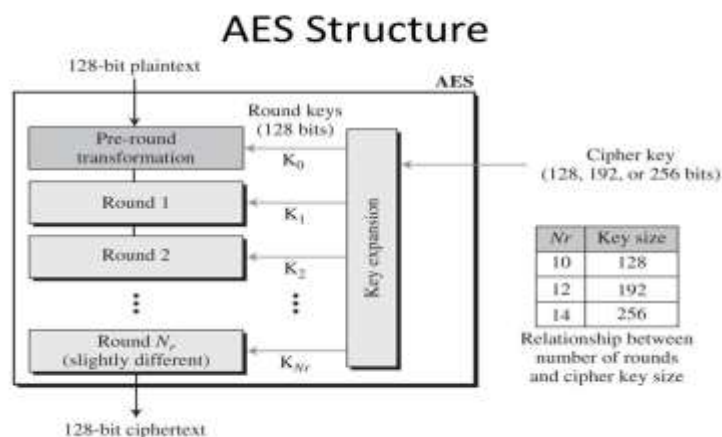 AES Structure
128-bit plaintext
AES
Round keys
(128 bits)
Pre-round
transformation
K0
Cipher key
(128, 192, or 256 bits)
Round 1
K1
Key expansion
Round 2
K2
Nr Key size
10 128
12 192
14 256
Round Nr
(slightly different)
KNr
Relationship between
number of rounds
and cipher key size
128-bit ciphertext